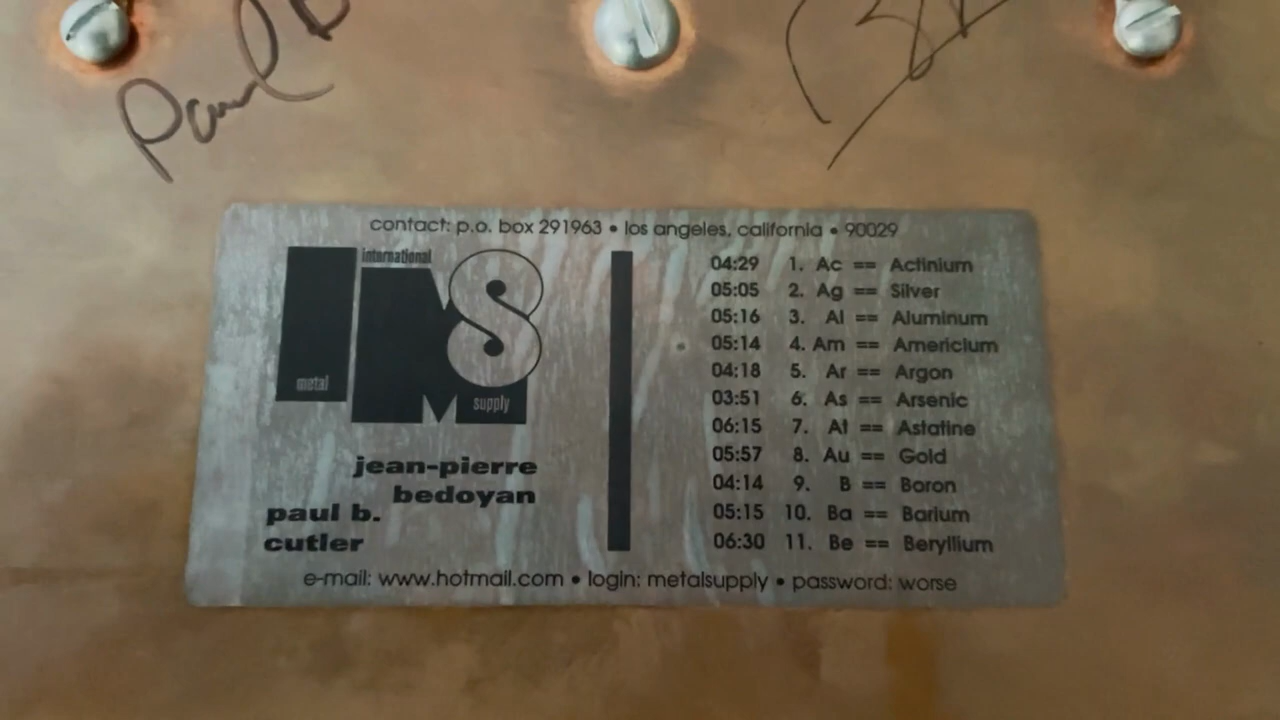 Paul B
contact: p.o. box 291963 • los angeles, california • 90029
international
IMS
metal
supply
jean-pierre
bedoyan
paul b.
cutler
04:29 1. Ac == Actinium
05:05 2. Ag == Silver
05:16 3. Al == Aluminum
05:14 4. Am == Americium
04:18 5. Ar == Argon
03:51 6. As == Arsenic
06:15 7. At == Astatine
05:57 8. Au == Gold
04:14 9. B == Boron
05:15 10. Ba == Barium
06:30 11. Be == Beryllium
e-mail: www.hotmail.com • login: metalsupply • password: worse